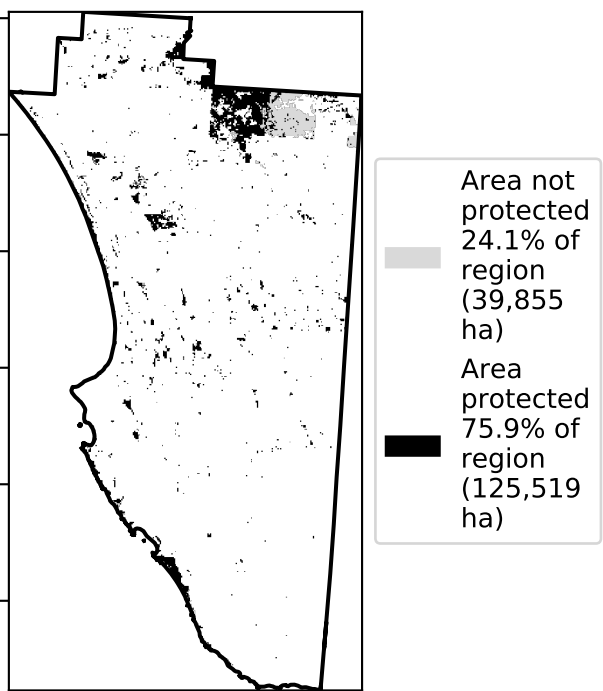 Area not
protected
24.1% of
region
(39,855
ha)
Area
protected
75.9% of
region
(125,519
ha)